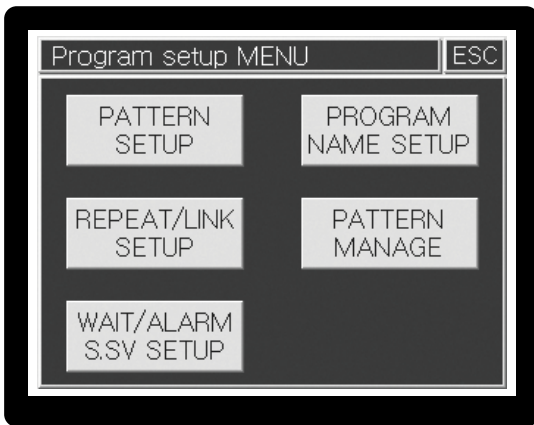 Program setup MENU ESC
PATTERN
SETUP
PROGRAM
NAME SETUP
REPEAT/LINK
SETUP
PATTERN
MANAGE
WAIT/ALARM
S.SV SETUP